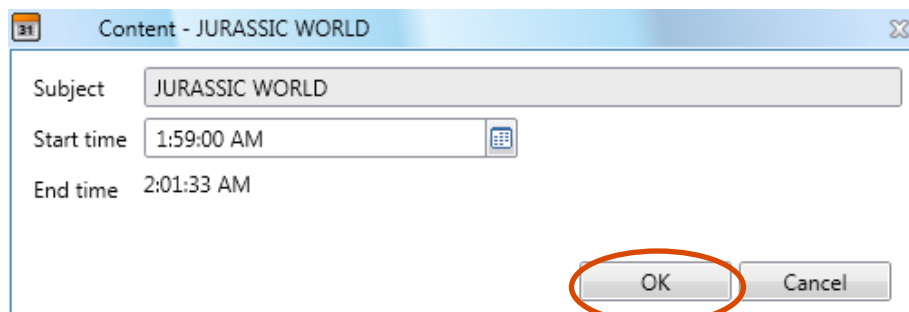 31 Content - JURASSIC WORLD
Subject JURASSIC WORLD
Start time 1:59:00 AM
End time 2:01:33 AM
OK Cancel